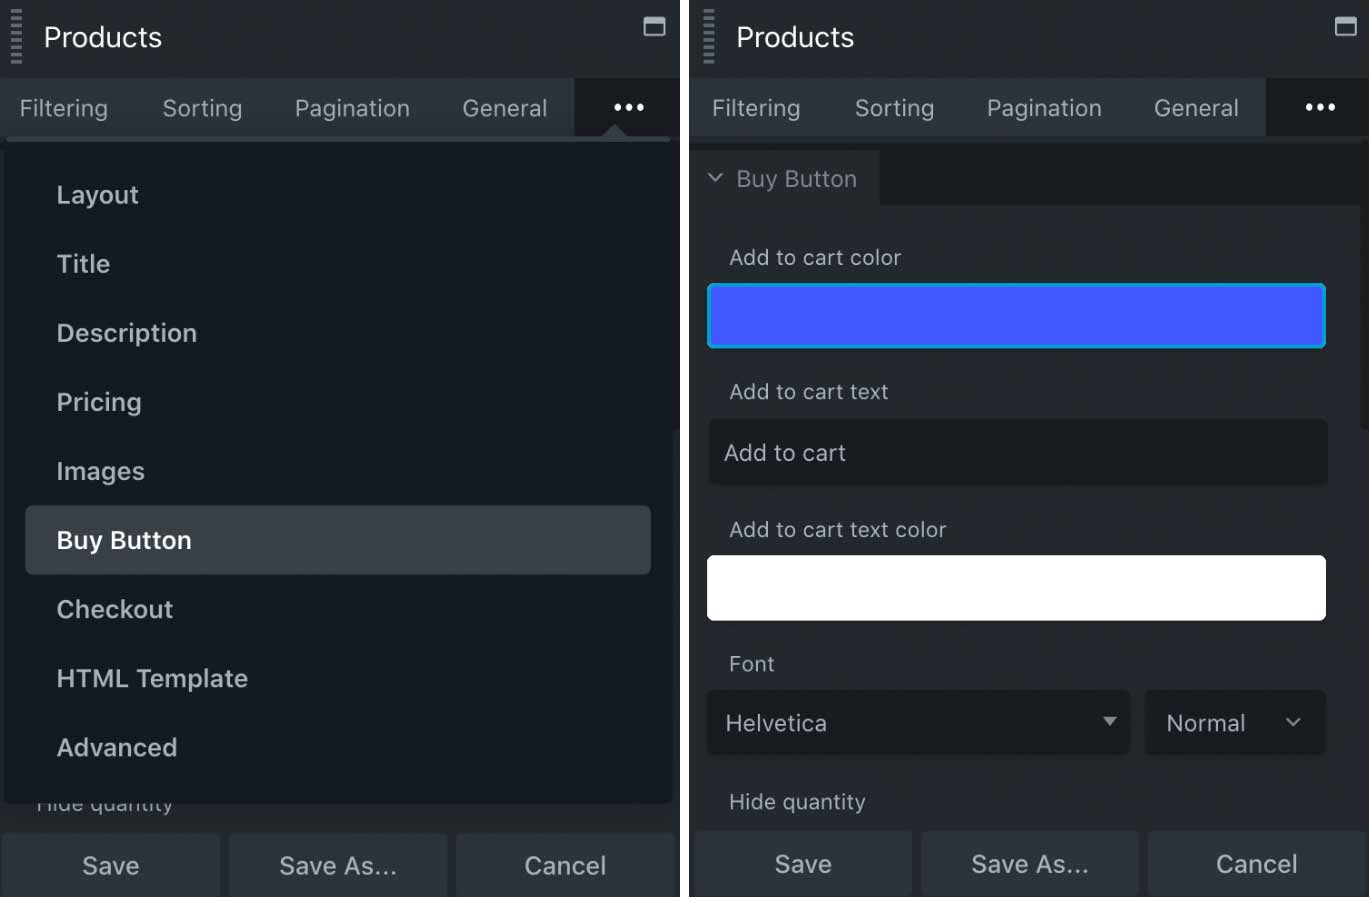 Products
Filtering Sorting Pagination General •••
Layout
Title
Description
Pricing
Images
Buy Button
Checkout
HTML Template
Advanced
Hide quantity
Save Save As... Cancel
Products
Filtering Sorting Pagination General •••
Buy Button
Add to cart color
Add to cart text
Add to cart
Add to cart text color
Font
Helvetica Normal
Hide quantity
Save Save As... Cancel